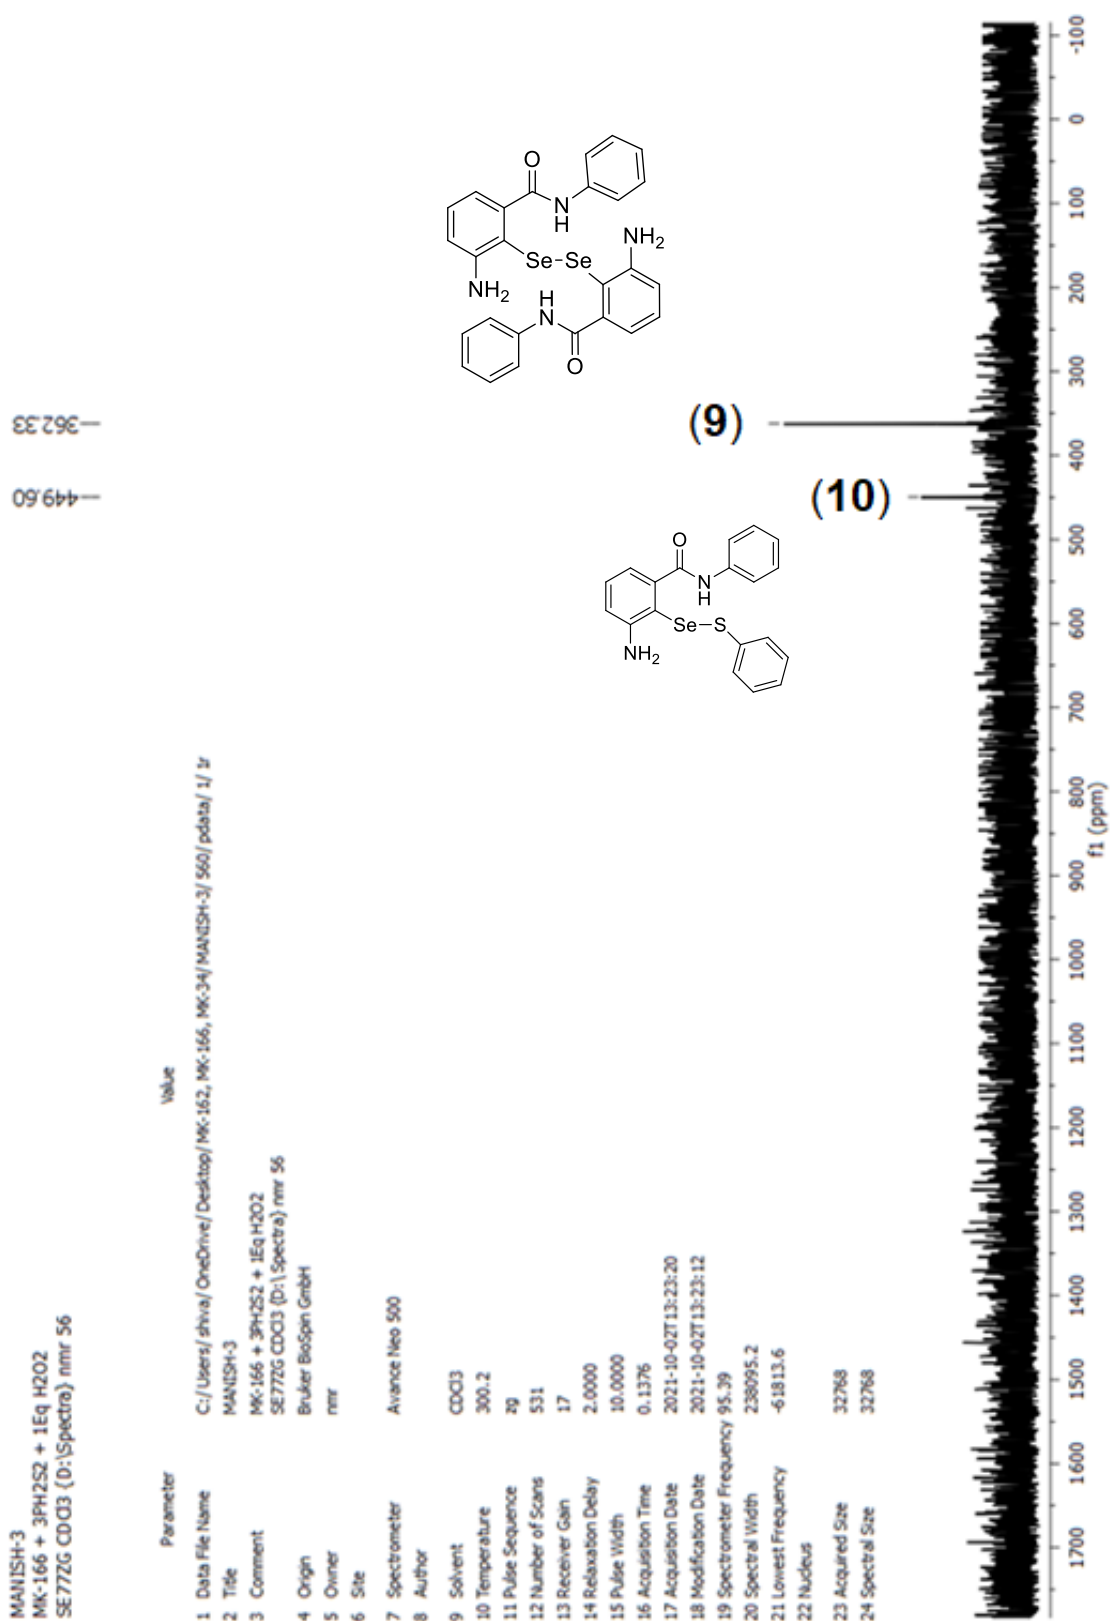 MANISH-3
MK-166 + 3PH2S2 + 1Eq H2O2
SE77ZG CDCl3 {D:\Spectra} nmr 56
—449.60
—362.33
Parameter Value
1 Data File Name C:/ Users/ shiva/ OneDrive/ Desktop/ MK-162, MK-166, MK-34/ MANISH-3/ 560/ pdata/ 1/ 1r
2 Title MANISH-3
3 Comment MK-166 + 3PH2S2 + 1Eq H2O2
SE77ZG CDCl3 {D:\ Spectra} nmr 56
4 Origin Bruker BioSpin GmbH
5 Owner nmr
6 Site
7 Spectrometer Avance Neo 500
8 Author
9 Solvent CDCl3
10 Temperature 300.2
11 Pulse Sequence zg
12 Number of Scans 531
13 Receiver Gain 17
14 Relaxation Delay 2.0000
15 Pulse Width 10.0000
16 Acquisition Time 0.1376
17 Acquisition Date 2021-10-02T13:23:20
18 Modification Date 2021-10-02T13:23:12
19 Spectrometer Frequency 95.39
20 Spectral Width 238095.2
21 Lowest Frequency -61813.6
22 Nucleus
23 Acquired Size 32768
24 Spectral Size 32768
O
N
H
Se-Se
NH2
NH2
H
N
O
(9)
(10)
O
N
H
Se-S
NH2
1700 1600 1500 1400 1300 1200 1100 1000 900 800 700 600 500 400 300 200 100 0 -100
f1 (ppm)